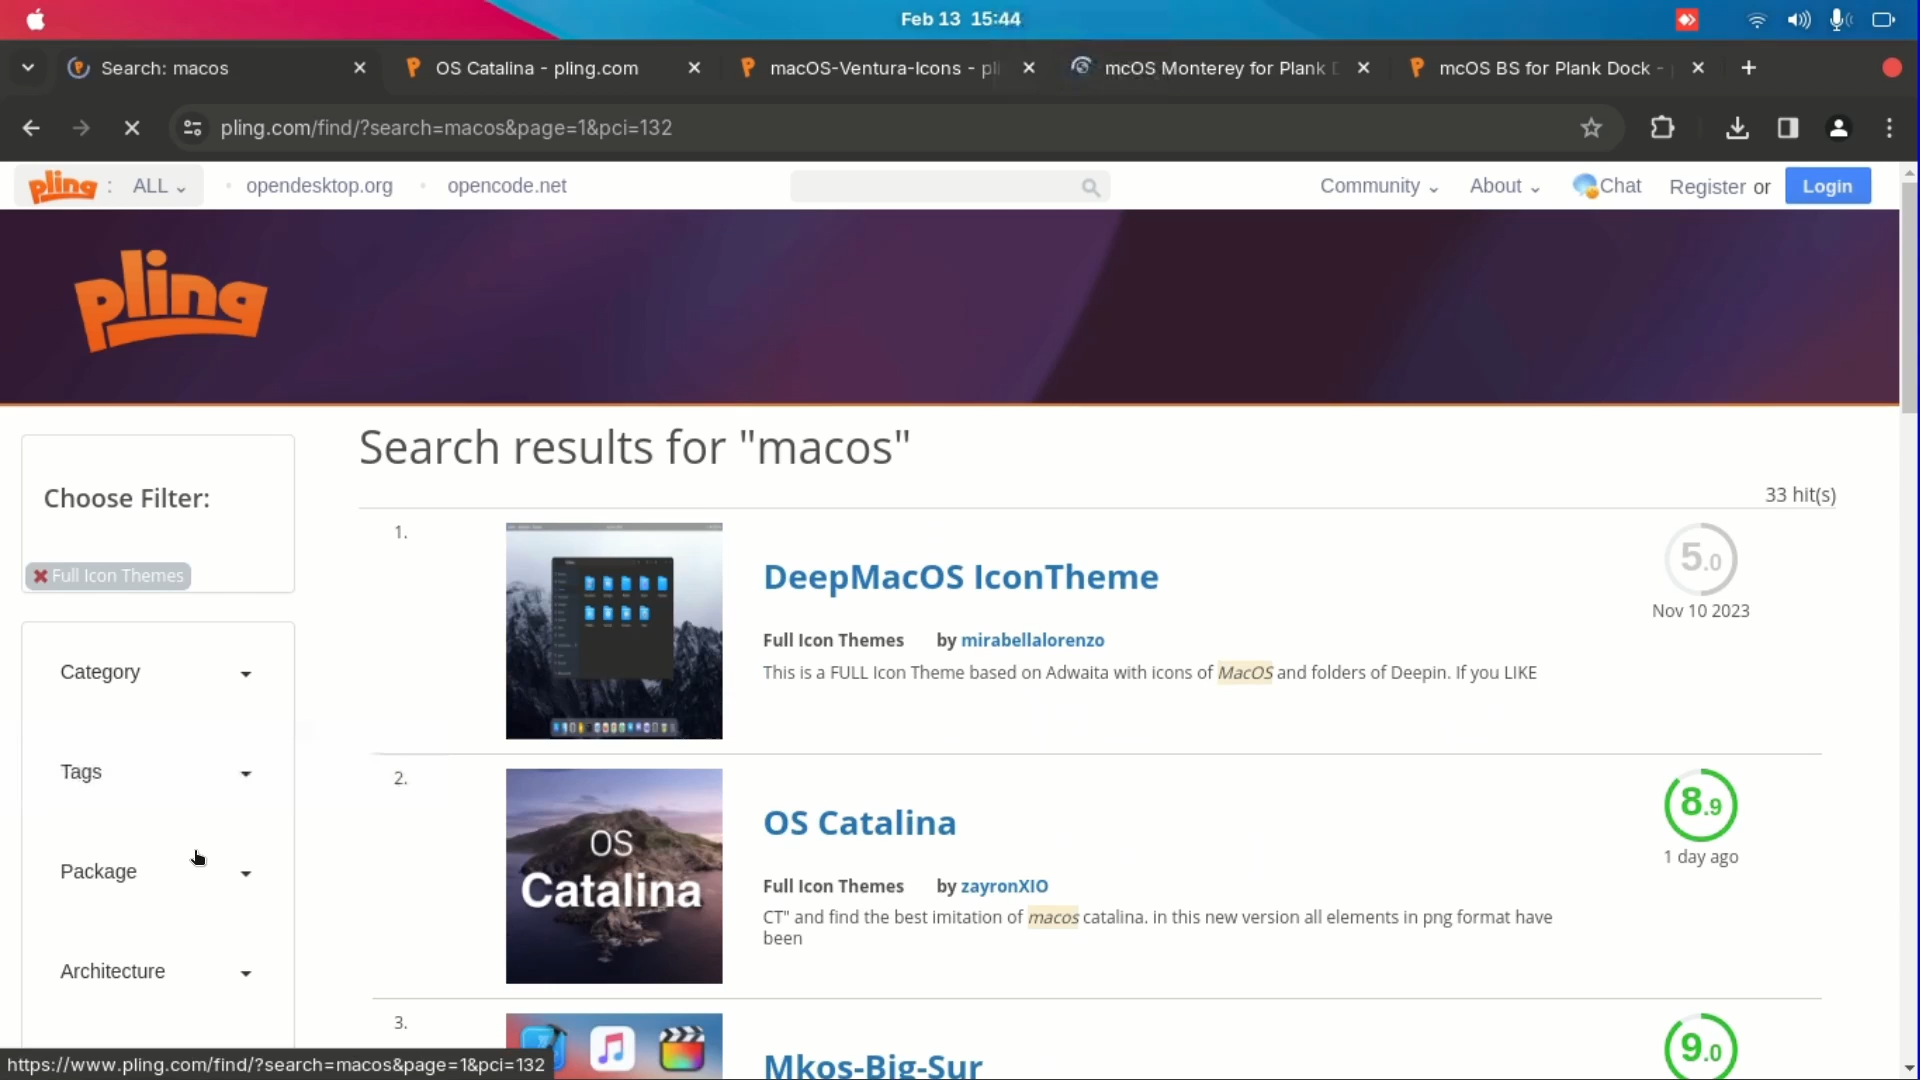 Feb 13 15:44
Search: macos
OS Catalina - pling.com
macOS-Ventura-Icons - pli
mcOS Monterey for Plank D
mcOS BS for Plank Dock -
pling.com/find/?search=macos&page=1&pci=132
pling : ALL
opendesktop.org
opencode.net
Community
About
Chat
Register or
Login
pling
Choose Filter:
Full Icon Themes
Category
Tags
Package
Architecture
Search results for "macos"
33 hit(s)
1.
DeepMacOS IconTheme
Full Icon Themes by mirabellalorenzo
This is a FULL Icon Theme based on Adwaita with icons of MacOS and folders of Deepin. If you LIKE
5.0
Nov 10 2023
2.
OS
Catalina
OS Catalina
Full Icon Themes by zayronXIO
CT" and find the best imitation of macos catalina. in this new version all elements in png format have
been
8.9
1 day ago
3.
Mkos-Big-Sur
9.0
https://www.pling.com/find/?search=macos&page=1&pci=132